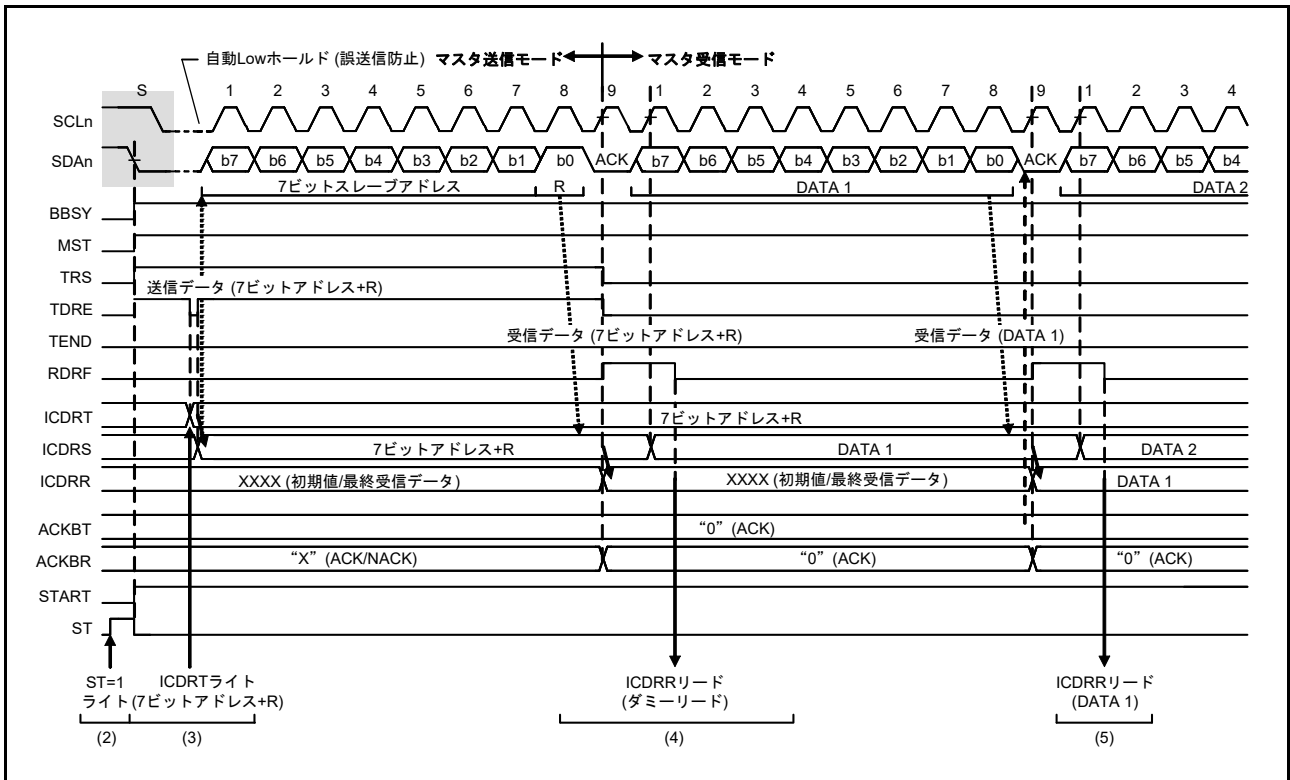 自動Lowホールド (誤送信防止) マスタ送信モード マスタ受信モード
S 1 2 3 4 5 6 7 8 9 1 2 3 4 5 6 7 8 9 1 2 3 4
SCLn
SDAn b7 b6 b5 b4 b3 b2 b1 b0 ACK b7 b6 b5 b4 b3 b2 b1 b0 ACK b7 b6 b5 b4
7ビットスレーブアドレス R DATA 1 DATA 2
BBSY
MST
TRS
送信データ (7ビットアドレス+R)
TDRE
受信データ (7ビットアドレス+R) 受信データ (DATA 1)
TEND
RDRF
ICDRT 7ビットアドレス+R
ICDRS 7ビットアドレス+R DATA 1 DATA 2
ICDRR XXXX (初期値/最終受信データ) XXXX (初期値/最終受信データ) DATA 1
ACKBT “0” (ACK)
ACKBR “X” (ACK/NACK) “0” (ACK) “0” (ACK)
START
ST
ST=1 ICDRTライト ICDRRリード ICDRRリード
ライト (7ビットアドレス+R) (ダミーリード) (DATA 1)
(2) (3) (4) (5)